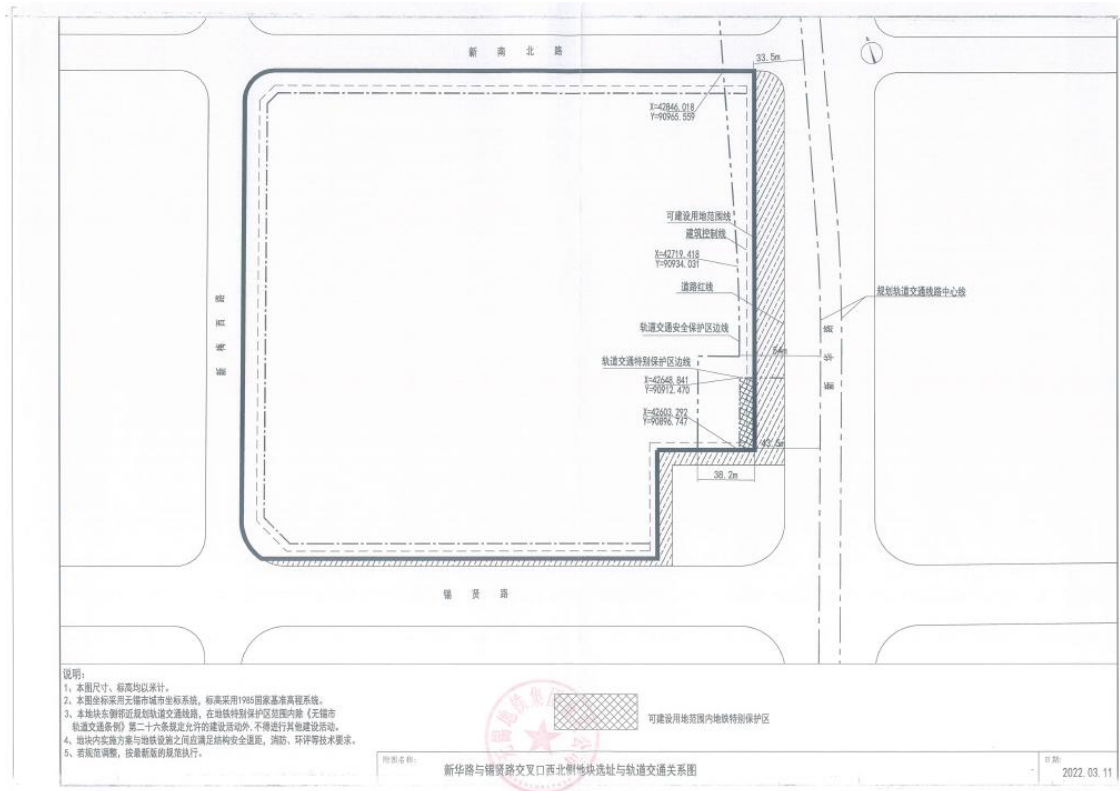 新南北路
33.5m
X=42846.018
Y=90965.559
可建设用地范围线
建筑控制线
X=42719.418
Y=90934.031
道路红线
规划轨道交通线路中心线
新梅西路
轨道交通安全保护区边线
新华路
54m
轨道交通特别保护区边线
X=42648.841
Y=90912.470
X=42603.292
Y=90896.747
43.5m
38.2m
锡贤路
说明：
1、本图尺寸、标高均以米计。
2、本图坐标采用无锡市城市坐标系统，标高采用1985国家基准高程系统。
3、本地块东侧邻近规划轨道交通线路，在地铁特别保护区范围内除《无锡市
轨道交通条例》第二十六条规定允许的建设活动外，不得进行其他建设活动。
4、地块内实施方案与地铁设施之间应满足结构安全退距，消防、环评等技术要求。
5、若规范调整，按最新版的规范执行。
可建设用地范围内地铁特别保护区
附图名称：
新华路与锡贤路交叉口西北侧地块选址与轨道交通关系图
日期：
2022.03.11